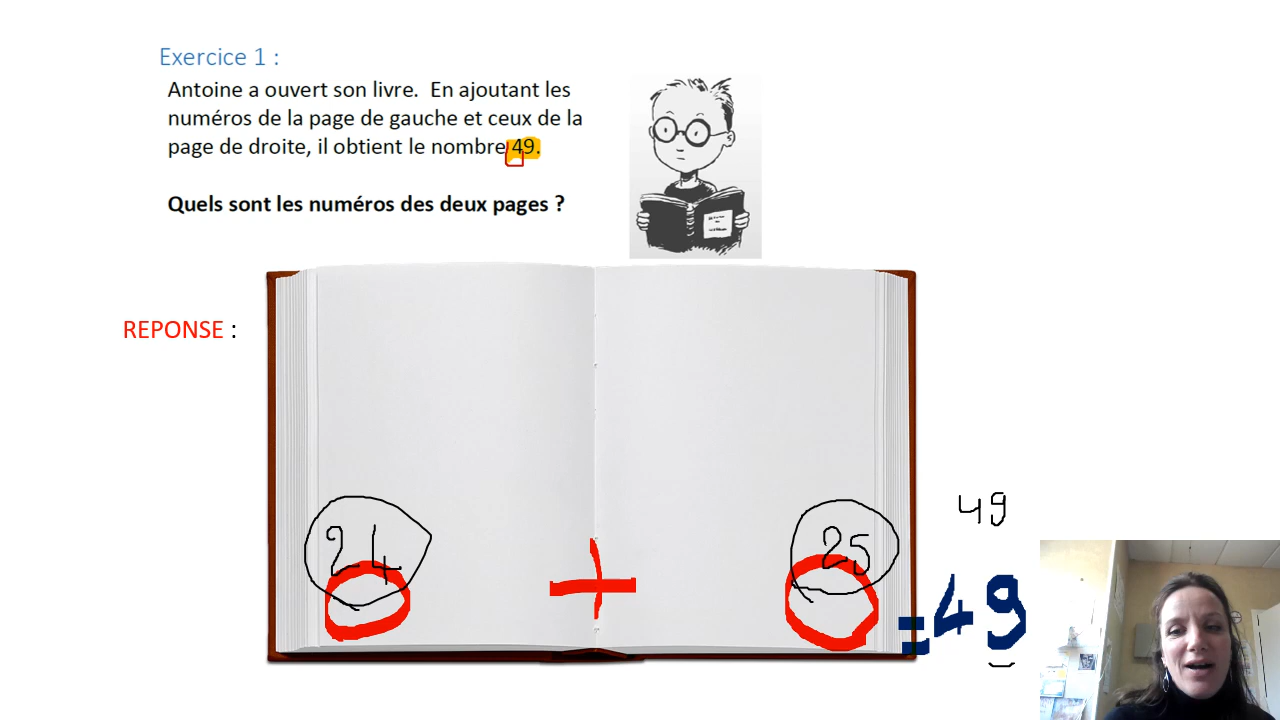 Exercice 1 :
Antoine a ouvert son livre. En ajoutant les
numéros de la page de gauche et ceux de la
page de droite, il obtient le nombre 49.
Quels sont les numéros des deux pages ?
REPONSE :
49
24 + 25 = 49